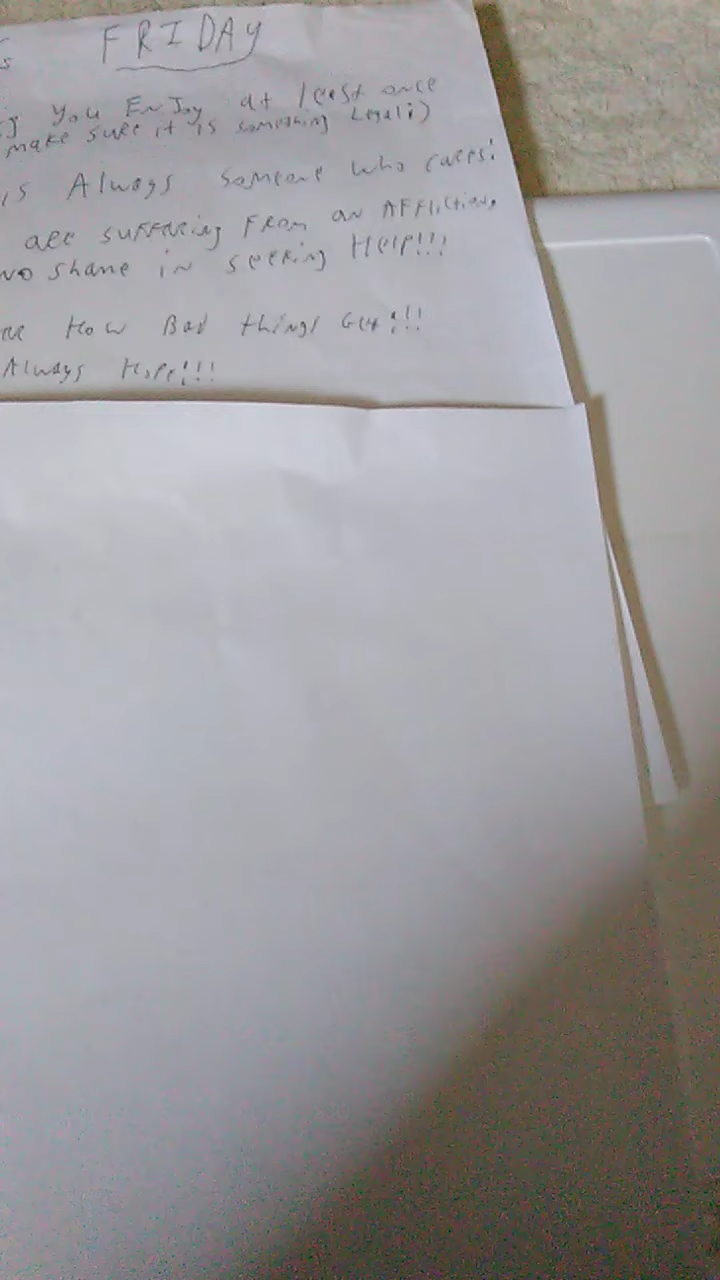 s FRIDAY
g you EnJoy at least once
make sure it is something Legal;)
is Always someone who cares!
are suffering From an AFFliction,
no shame in seeking HElp!!!
How Bad things Get!!!
Always Hope!!!